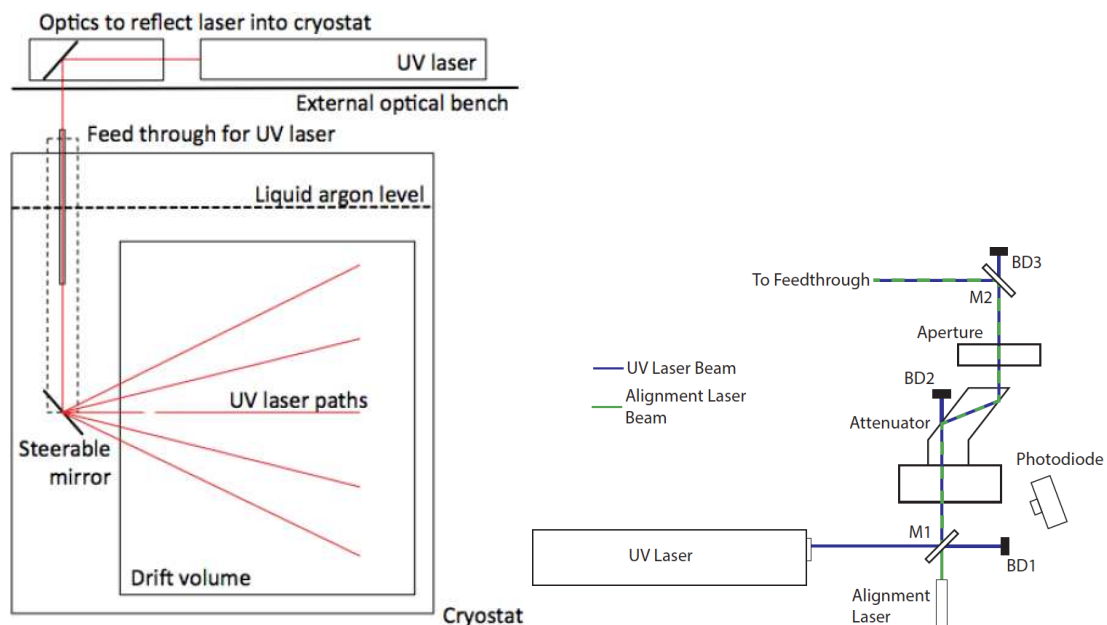 Optics to reflect laser into cryostat
UV laser
External optical bench
Feed through for UV laser
Liquid argon level
UV laser paths
Steerable
mirror
Drift volume
Cryostat
BD3
To Feedthrough
M2
Aperture
UV Laser Beam
Alignment Laser
Beam
BD2
Attenuator
Photodiode
M1
UV Laser
BD1
Alignment
Laser